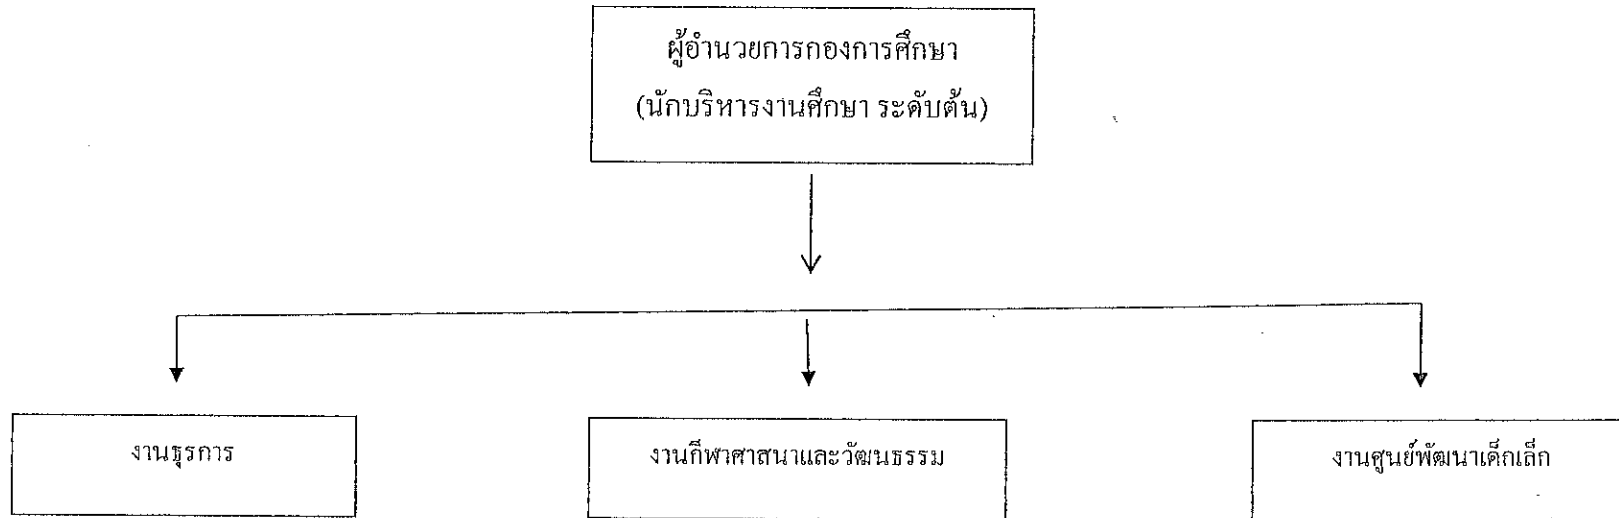 ผู้อำนวยการกองการศึกษา
(นักบริหารงานศึกษา ระดับต้น)
งานธุรการ
งานกีฬาศาสนาและวัฒนธรรม
งานศูนย์พัฒนาเด็กเล็ก